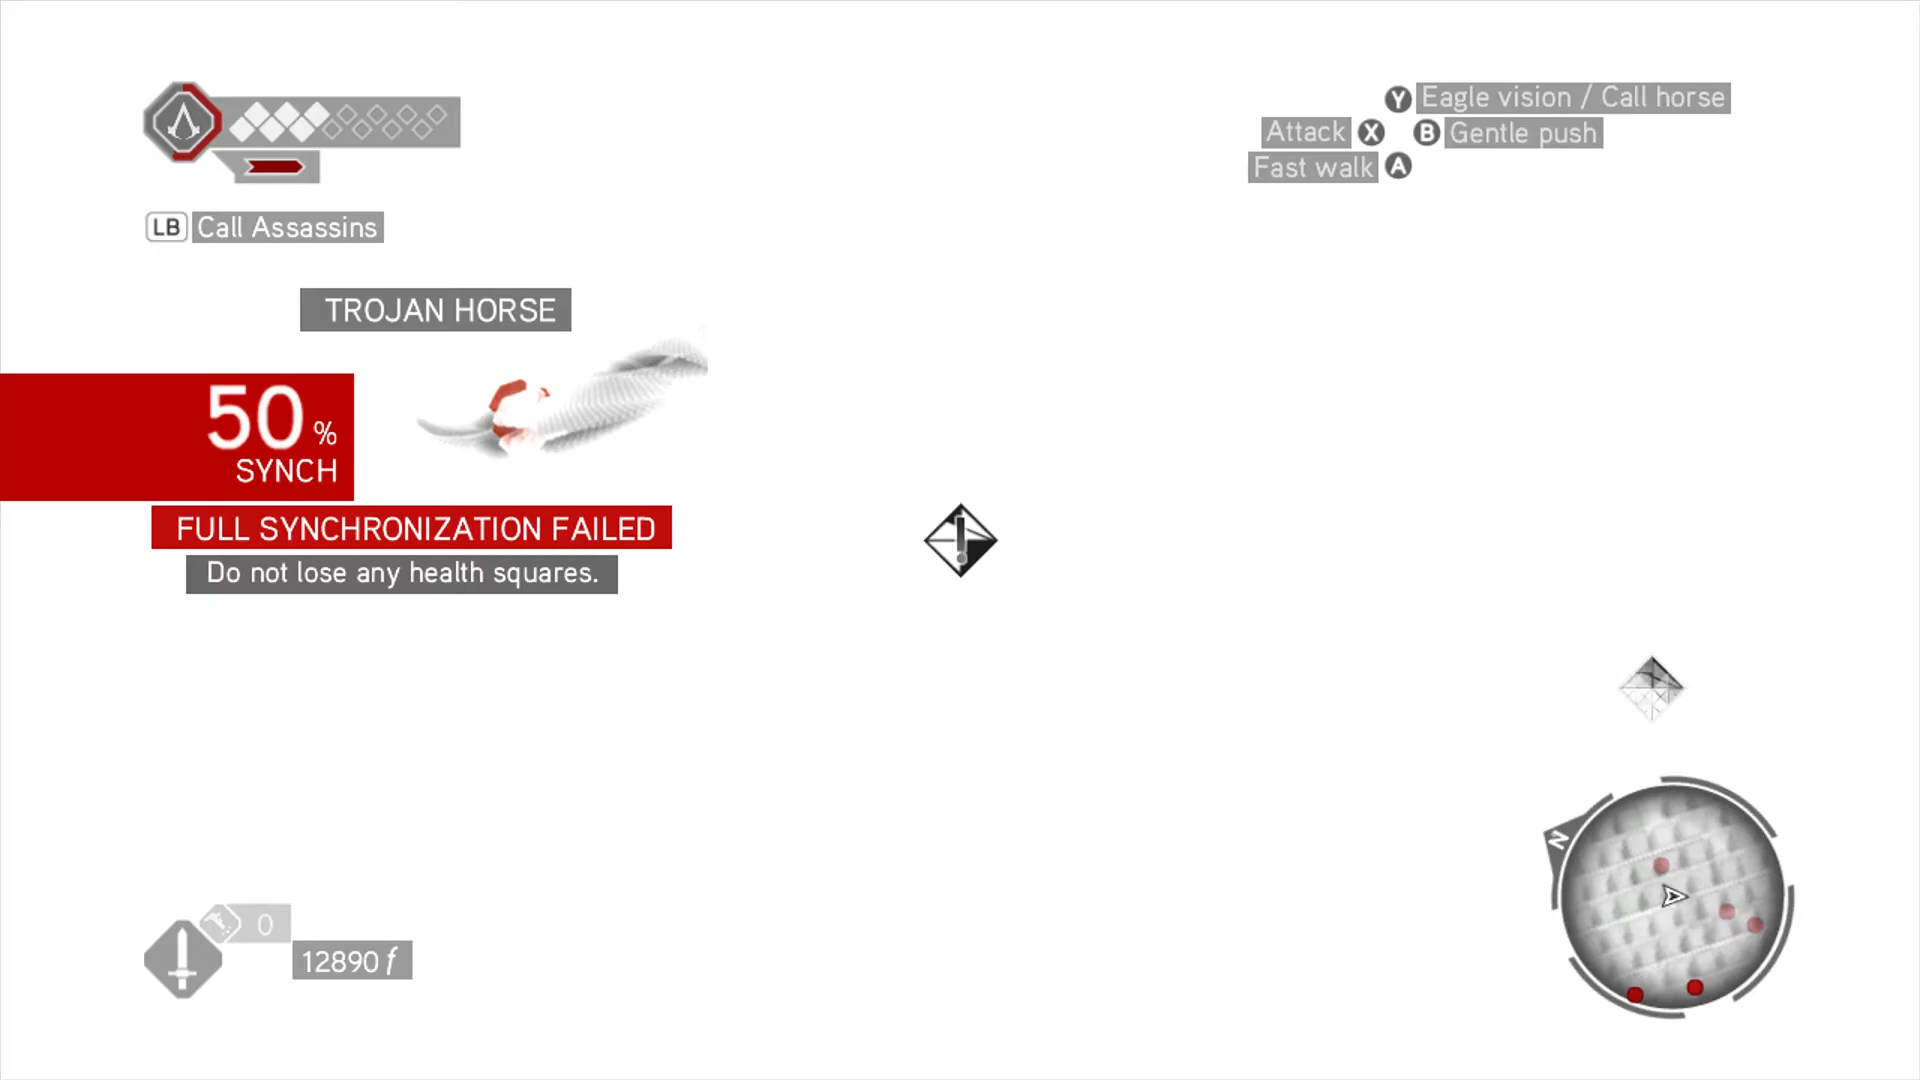 Y Eagle vision / Call horse
Attack X B Gentle push
Fast walk A
LB Call Assassins
TROJAN HORSE
50 %
SYNCH
FULL SYNCHRONIZATION FAILED
Do not lose any health squares.
N
0
12890 f